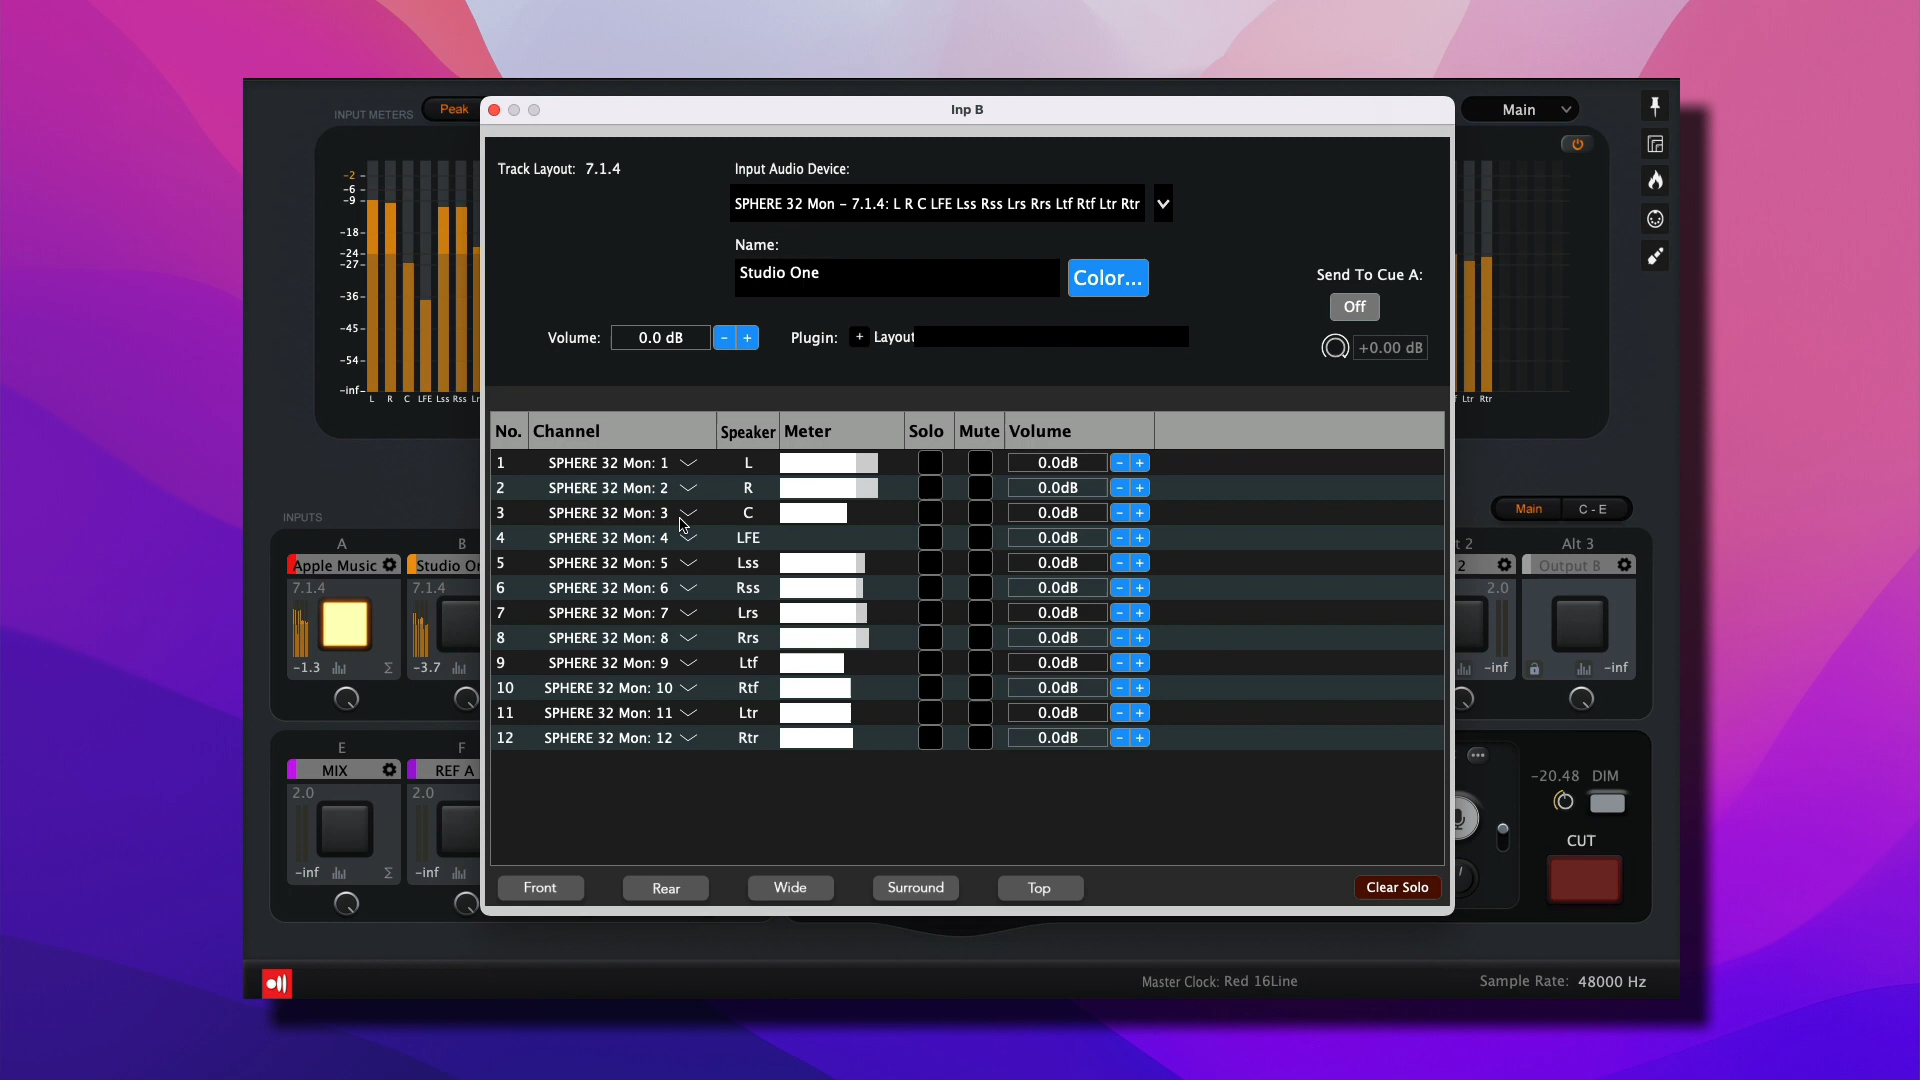 Inp B
INPUT METERS
Peak
Main
Track Layout: 7.1.4
Input Audio Device:
SPHERE 32 Mon – 7.1.4: L R C LFE Lss Rss Lrs Rrs Ltf Rtf Ltr Rtr
Name:
Studio One
Color...
Send To Cue A:
Off
Volume:
0.0 dB
- +
Plugin:
+ Layout
+0.00 dB
-2
-6
-9
-18
-24
-27
-36
-45
-54
-inf
L R C LFE Lss Rss
Ltr Rtr
No. Channel Speaker Meter Solo Mute Volume
1 SPHERE 32 Mon: 1 L 0.0dB - +
2 SPHERE 32 Mon: 2 R 0.0dB - +
3 SPHERE 32 Mon: 3 C 0.0dB - +
4 SPHERE 32 Mon: 4 LFE 0.0dB - +
5 SPHERE 32 Mon: 5 Lss 0.0dB - +
6 SPHERE 32 Mon: 6 Rss 0.0dB - +
7 SPHERE 32 Mon: 7 Lrs 0.0dB - +
8 SPHERE 32 Mon: 8 Rrs 0.0dB - +
9 SPHERE 32 Mon: 9 Ltf 0.0dB - +
10 SPHERE 32 Mon: 10 Rtf 0.0dB - +
11 SPHERE 32 Mon: 11 Ltr 0.0dB - +
12 SPHERE 32 Mon: 12 Rtr 0.0dB - +
Front
Rear
Wide
Surround
Top
Clear Solo
INPUTS
A
Apple Music
7.1.4
-1.3
Σ
B
Studio O
7.1.4
-3.7
E
MIX
2.0
-inf
Σ
F
REF A
2.0
-inf
Main
C - E
t 2
2
2.0
-inf
Alt 3
Output B
-inf
-20.48 DIM
CUT
Master Clock: Red 16Line
Sample Rate: 48000 Hz